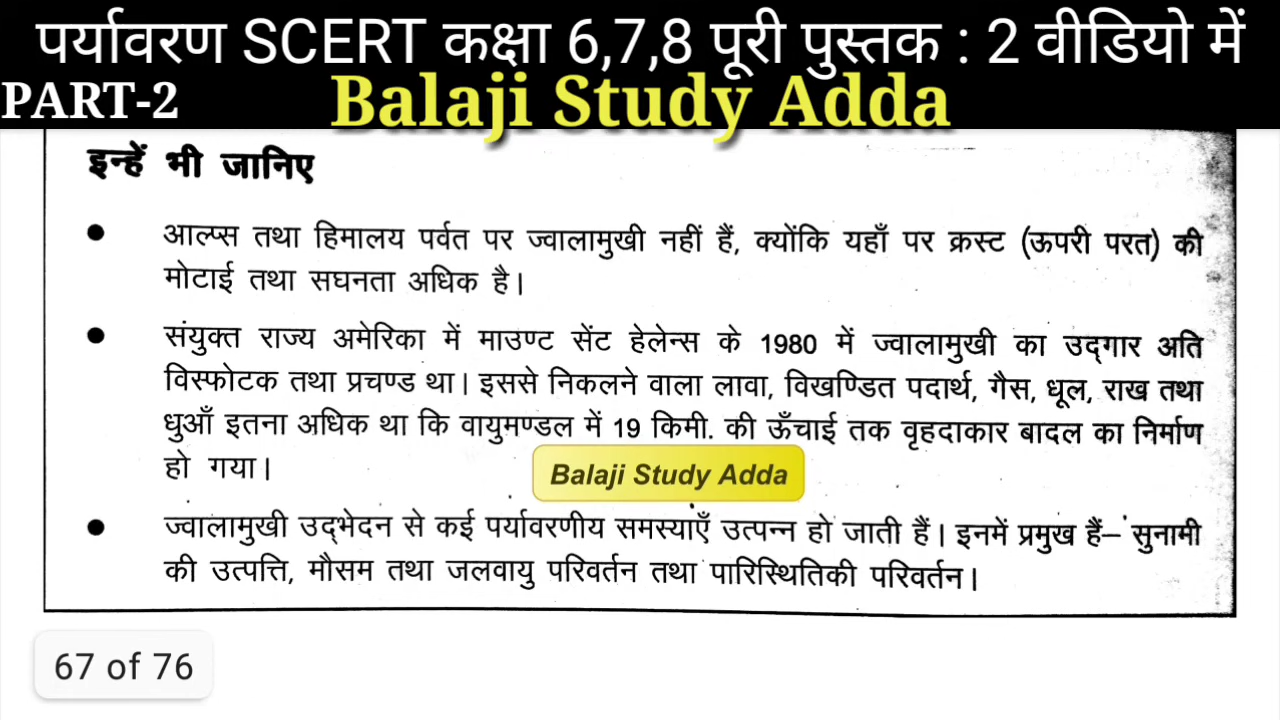 पर्यावरण SCERT कक्षा 6,7,8 पूरी पुस्तक : 2 वीडियो में
PART-2
Balaji Study Adda
इन्हें भी जानिए
● आल्प्स तथा हिमालय पर्वत पर ज्वालामुखी नहीं हैं, क्योंकि यहाँ पर क्रस्ट (ऊपरी परत) की
मोटाई तथा सघनता अधिक है।
● संयुक्त राज्य अमेरिका में माउण्ट सेंट हेलेन्स के 1980 में ज्वालामुखी का उद्गार अति
विस्फोटक तथा प्रचण्ड था। इससे निकलने वाला लावा, विखण्डित पदार्थ, गैस, धूल, राख तथा
धुआँ इतना अधिक था कि वायुमण्डल में 19 किमी. की ऊँचाई तक वृहदाकार बादल का निर्माण
हो गया।
Balaji Study Adda
● ज्वालामुखी उद्भेदन से कई पर्यावरणीय समस्याएँ उत्पन्न हो जाती हैं। इनमें प्रमुख हैं– सुनामी
की उत्पत्ति, मौसम तथा जलवायु परिवर्तन तथा पारिस्थितिकी परिवर्तन।
67 of 76